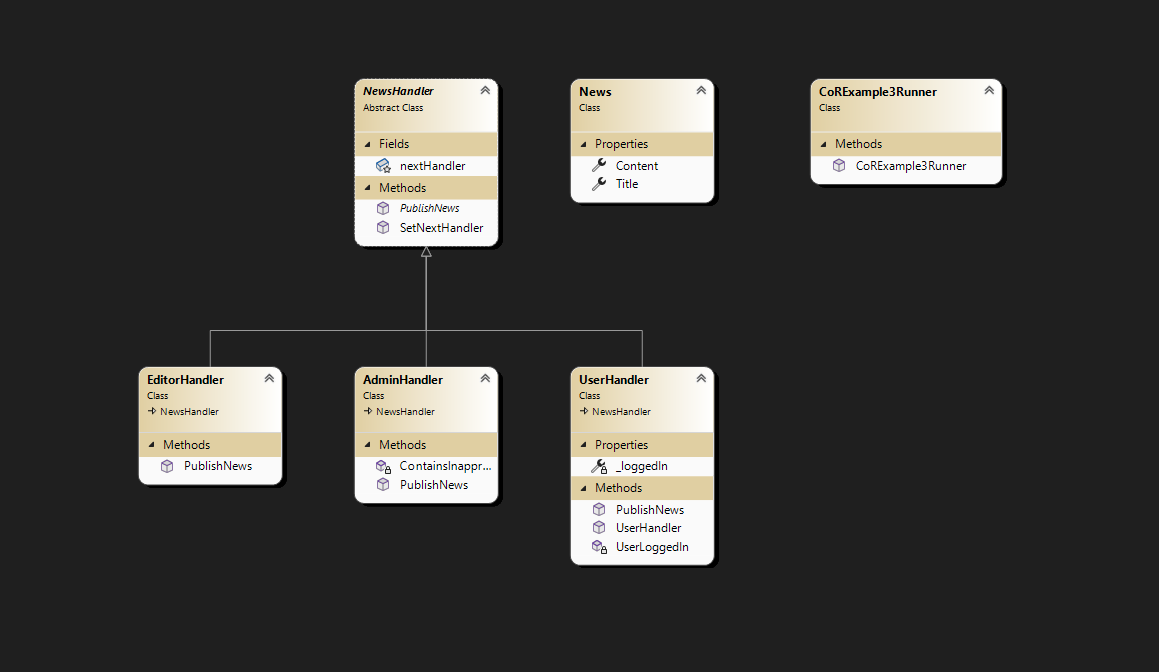 NewsHandler
Abstract Class
Fields
nextHandler
Methods
PublishNews
SetNextHandler
News
Class
Properties
Content
Title
CoRExample3Runner
Class
Methods
CoRExample3Runner
EditorHandler
Class
NewsHandler
Methods
PublishNews
AdminHandler
Class
NewsHandler
Methods
ContainsInappr...
PublishNews
UserHandler
Class
NewsHandler
Properties
_loggedIn
Methods
PublishNews
UserHandler
UserLoggedIn